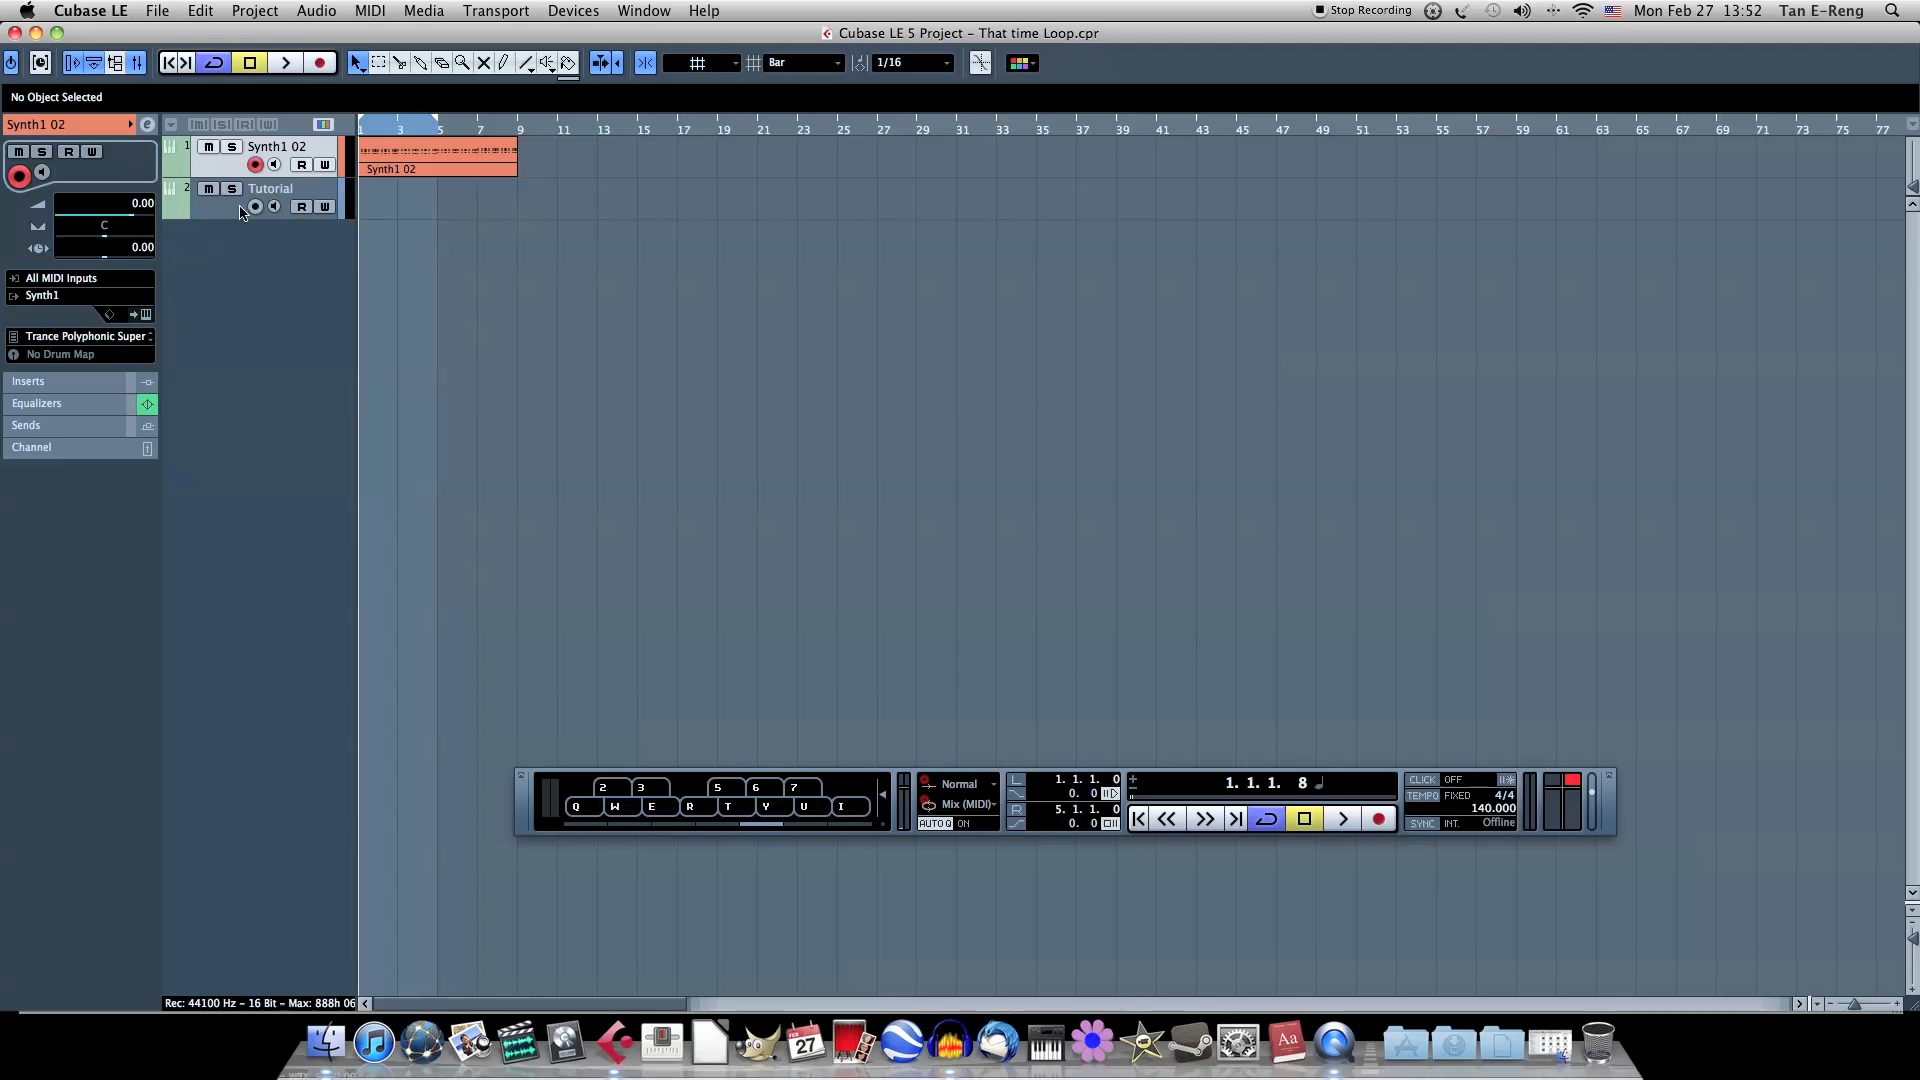 Cubase LE File Edit Project Audio MIDI Media Transport Devices Window Help Stop Recording Mon Feb 27 13:52 Tan E-Reng
Cubase LE 5 Project - That time Loop.cpr
Bar 1/16
No Object Selected
Synth1 02 e
1 3 5 7 9 11 13 15 17 19 21 23 25 27 29 31 33 35 37 39 41 43 45 47 49 51 53 55 57 59 61 63 65 67 69 71 73 75 77
M S R W
1 M S Synth1 02
R W
Synth1 02
2 M S Tutorial
R W
0.00
C
0.00
All MIDI Inputs
Synth1
Trance Polyphonic Super
No Drum Map
Inserts
Equalizers
Sends
Channel
2 3 5 6 7
Q W E R T Y U I
Normal
Mix (MIDI)
AUTO Q ON
L 1. 1. 1. 0
0. 0
R 5. 1. 1. 0
0. 0
1. 1. 1. 8
CLICK OFF
TEMPO FIXED 4/4
140.000
SYNC INT. Offline
Rec: 44100 Hz - 16 Bit - Max: 888h 06
FEB
27
Aa